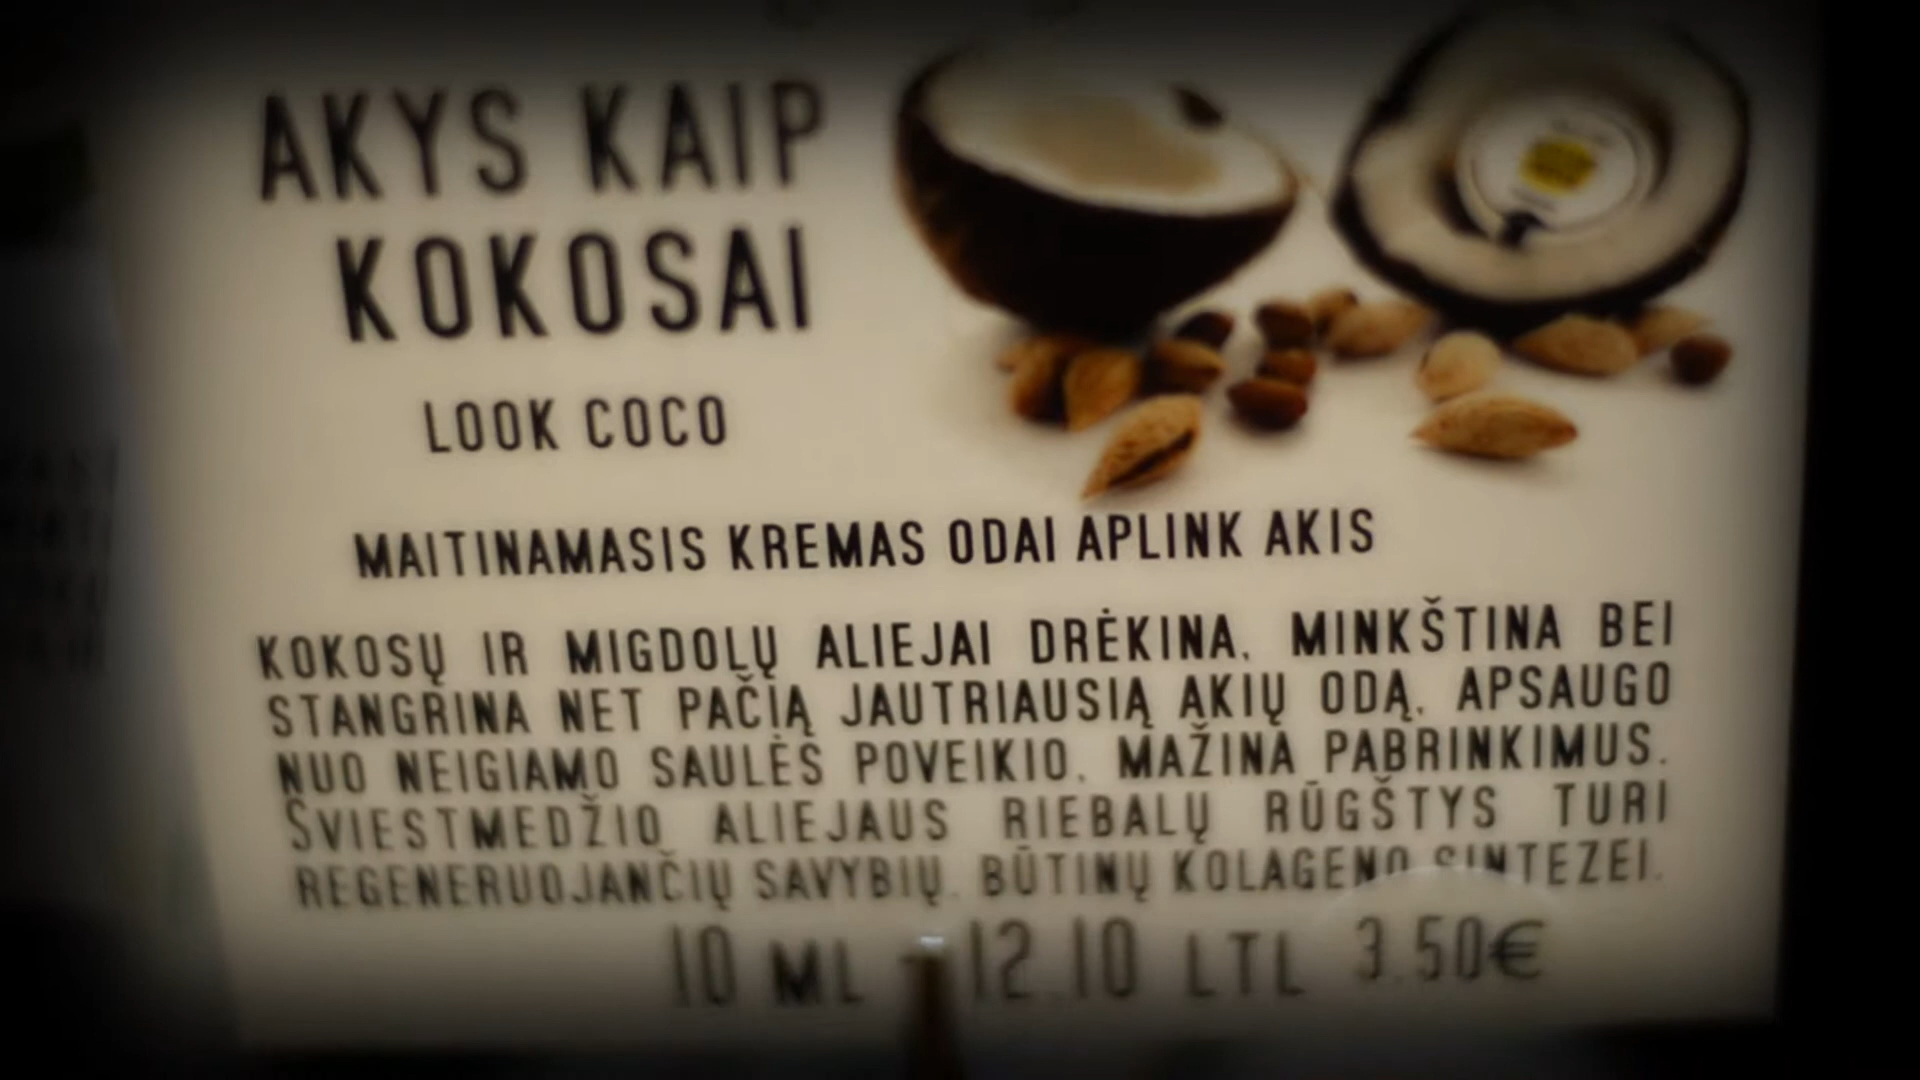 AKYS KAIP
KOKOSAI
LOOK COCO
MAITINAMASIS KREMAS ODAI APLINK AKIS
KOKOSŲ IR MIGDOLŲ ALIEJAI DRĖKINA, MINKŠTINA BEI
STANGRINA NET PAČIĄ JAUTRIAUSIĄ AKIŲ ODĄ, APSAUGO
NUO NEIGIAMO SAULĖS POVEIKIO, MAŽINA PABRINKIMUS.
ŠVIESTMEDŽIO ALIEJAUS RIEBALŲ RŪGŠTYS TURI
REGENERUOJANČIŲ SAVYBIŲ, BŪTINŲ KOLAGENO SINTEZEI.
10 ML 12.10 LTL 3.50€